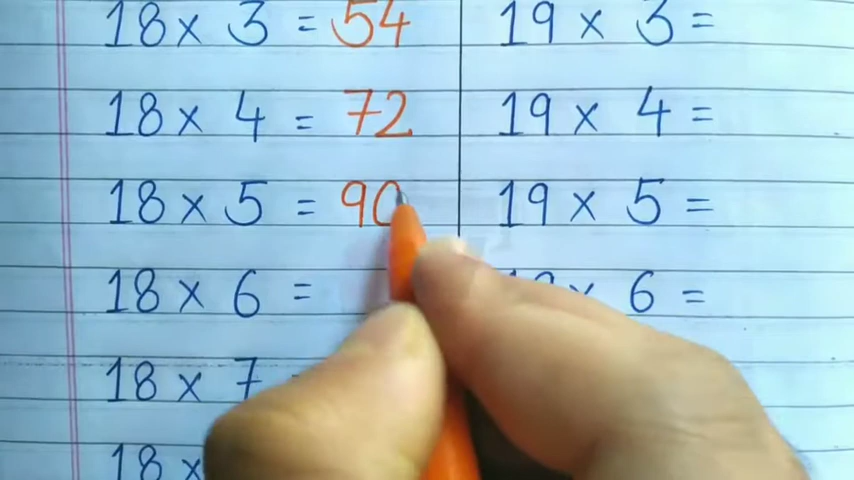 18 x 3 = 54
18 x 4 = 72
18 x 5 = 90
18 x 6 =
18 x 7
18 x
19 x 3 =
19 x 4 =
19 x 5 =
x 6 =